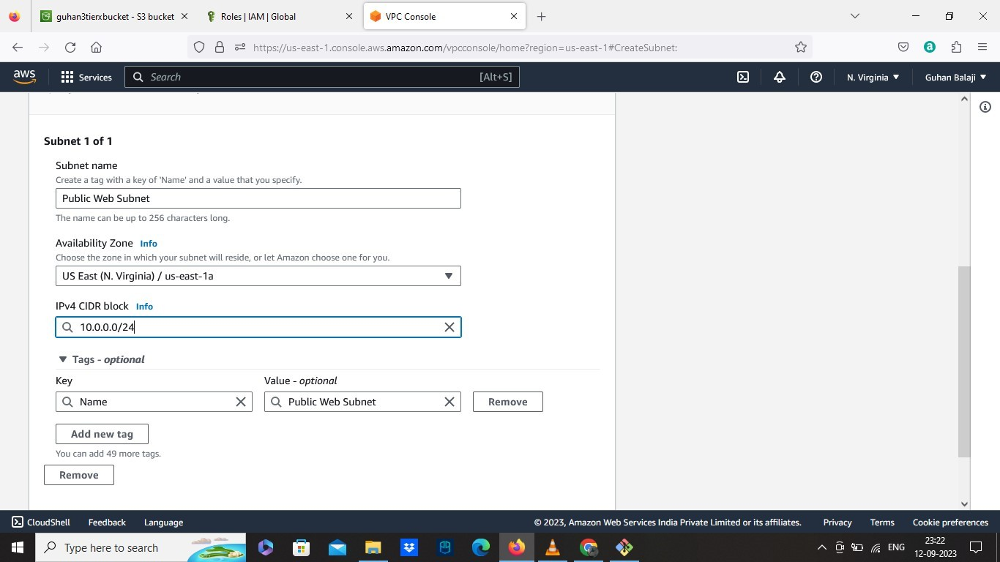 guhan3tierxbucket - S3 bucket
Roles | IAM | Global
VPC Console
https://us-east-1.console.aws.amazon.com/vpcconsole/home?region=us-east-1#CreateSubnet:
a
aws
Services
Search
[Alt+S]
N. Virginia
Guhan Balaji
Subnet 1 of 1
Subnet name
Create a tag with a key of 'Name' and a value that you specify.
Public Web Subnet
The name can be up to 256 characters long.
Availability Zone Info
Choose the zone in which your subnet will reside, or let Amazon choose one for you.
US East (N. Virginia) / us-east-1a
IPv4 CIDR block Info
10.0.0.0/24
Tags - optional
Key
Value - optional
Name
Public Web Subnet
Remove
Add new tag
You can add 49 more tags.
Remove
CloudShell
Feedback
Language
© 2023, Amazon Web Services India Private Limited or its affiliates.
Privacy
Terms
Cookie preferences
Type here to search
ENG
23:22
12-09-2023